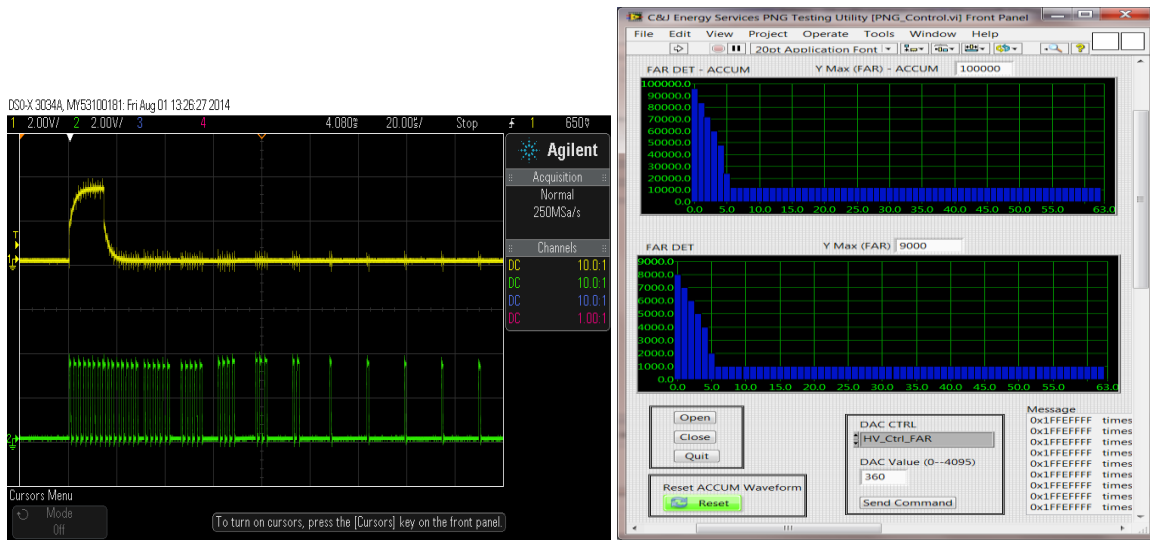 DSO-X 3034A, MY53100181: Fri Aug 01 13:26:27 2014
1 2.00V/ 2 2.00V/ 3 4 4.080s 20.00s/ Stop 1 650V
Agilent
Acquisition
Normal
250MSa/s
Channels
DC 10.0:1
DC 10.0:1
DC 10.0:1
DC 1.00:1
T
1
2
Cursors Menu
Mode
Off
To turn on cursors, press the [Cursors] key on the front panel.
C&J Energy Services PNG Testing Utility [PNG_Control.vi] Front Panel
File Edit View Project Operate Tools Window Help
20pt Application Font
FAR DET - ACCUM Y Max (FAR) - ACCUM 100000
100000.0
90000.0
80000.0
70000.0
60000.0
50000.0
40000.0
30000.0
20000.0
10000.0
0.0
0.0 5.0 10.0 15.0 20.0 25.0 30.0 35.0 40.0 45.0 50.0 55.0 63.0
FAR DET Y Max (FAR) 9000
9000.0
8000.0
7000.0
6000.0
5000.0
4000.0
3000.0
2000.0
1000.0
0.0
0.0 5.0 10.0 15.0 20.0 25.0 30.0 35.0 40.0 45.0 50.0 55.0 63.0
Open
Close
Quit
Reset ACCUM Waveform
Reset
DAC CTRL
HV_Ctrl_FAR
DAC Value (0--4095)
360
Send Command
Message
0x1FFEFFFF times
0x1FFEFFFF times
0x1FFEFFFF times
0x1FFEFFFF times
0x1FFEFFFF times
0x1FFEFFFF times
0x1FFEFFFF times
0x1FFEFFFF times
0x1FFEFFFF times